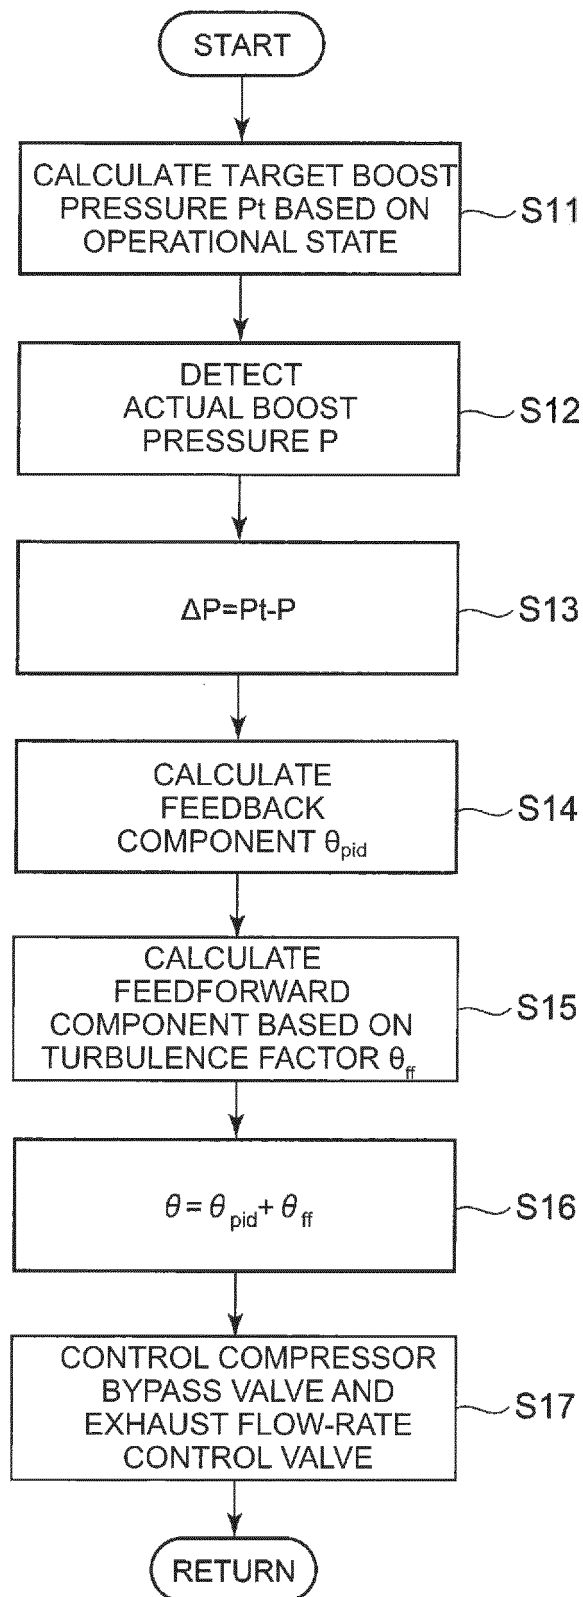 START
CALCULATE TARGET BOOST
PRESSURE Pt BASED ON
OPERATIONAL STATE
S11
DETECT
ACTUAL BOOST
PRESSURE P
S12
ΔP=Pt-P
S13
CALCULATE
FEEDBACK
COMPONENT θpid
S14
CALCULATE
FEEDFORWARD
COMPONENT BASED ON
TURBULENCE FACTOR θff
S15
θ = θpid + θff
S16
CONTROL COMPRESSOR
BYPASS VALVE AND
EXHAUST FLOW-RATE
CONTROL VALVE
S17
RETURN